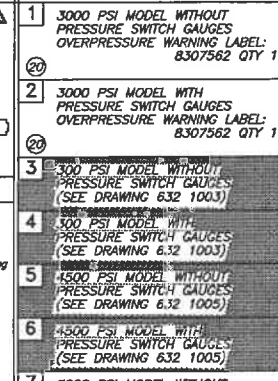 1 3000 PSI MODEL WITHOUT
PRESSURE SWITCH GAUGES
OVERPRESSURE WARNING LABEL:
8307562 QTY 1
20
2 3000 PSI MODEL WITH
PRESSURE SWITCH GAUGES
OVERPRESSURE WARNING LABEL:
8307562 QTY 1
20
3 300 PSI MODEL WITHOUT
PRESSURE SWITCH GAUGES
(SEE DRAWING 632 1003)
4 300 PSI MODEL WITH
PRESSURE SWITCH GAUGES
(SEE DRAWING 632 1003)
5 4500 PSI MODEL WITHOUT
PRESSURE SWITCH GAUGES
(SEE DRAWING 632 1005)
6 4500 PSI MODEL WITH
PRESSURE SWITCH GAUGES
(SEE DRAWING 632 1005)